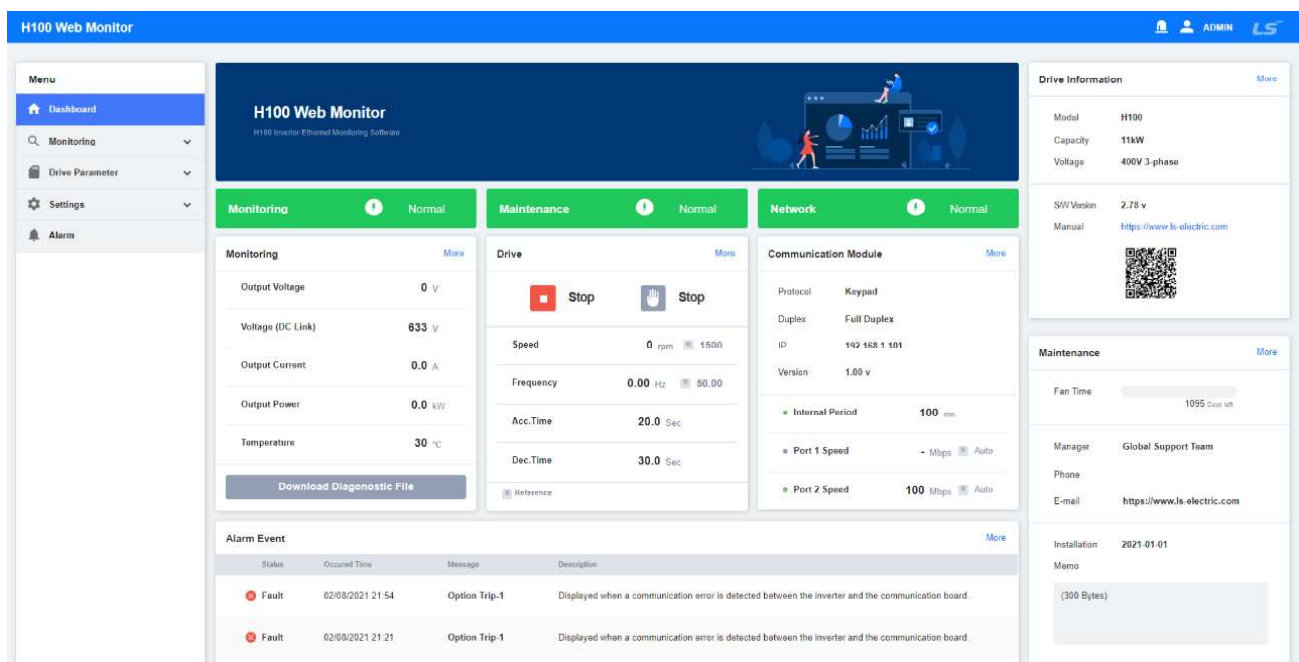 H100 Web Monitor
ADMIN
LS
Menu
Dashboard
Monitoring
Drive Parameter
Settings
Alarm
H100 Web Monitor
H100 Inverter Ethernet Monitoring Software
Monitoring Normal
Maintenance Normal
Network Normal
Monitoring More
Output Voltage 0 V
Voltage (DC Link) 633 V
Output Current 0.0 A
Output Power 0.0 kW
Temperature 30 °C
Download Diagonostic File
Drive More
Stop Stop
Speed 0 rpm R 1500
Frequency 0.00 Hz R 50.00
Acc.Time 20.0 Sec
Dec.Time 30.0 Sec
R Reference
Communication Module More
Protocol Keypad
Duplex Full Duplex
IP 192.168.1.101
Version 1.00 v
Internal Period 100 ms
Port 1 Speed - Mbps R Auto
Port 2 Speed 100 Mbps R Auto
Alarm Event More
Status Occured Time Message Description
Fault 02/08/2021 21:54 Option Trip-1 Displayed when a communication error is detected between the inverter and the communication board.
Fault 02/08/2021 21:21 Option Trip-1 Displayed when a communication error is detected between the inverter and the communication board.
Drive Information More
Model H100
Capacity 11kW
Voltage 400V 3-phase
S/W Version 2.78 v
Manual https://www.ls-electric.com
Maintenance More
Fan Time
1095 Days left
Manager Global Support Team
Phone
E-mail https://www.ls-electric.com
Installation 2021-01-01
Memo
(300 Bytes)